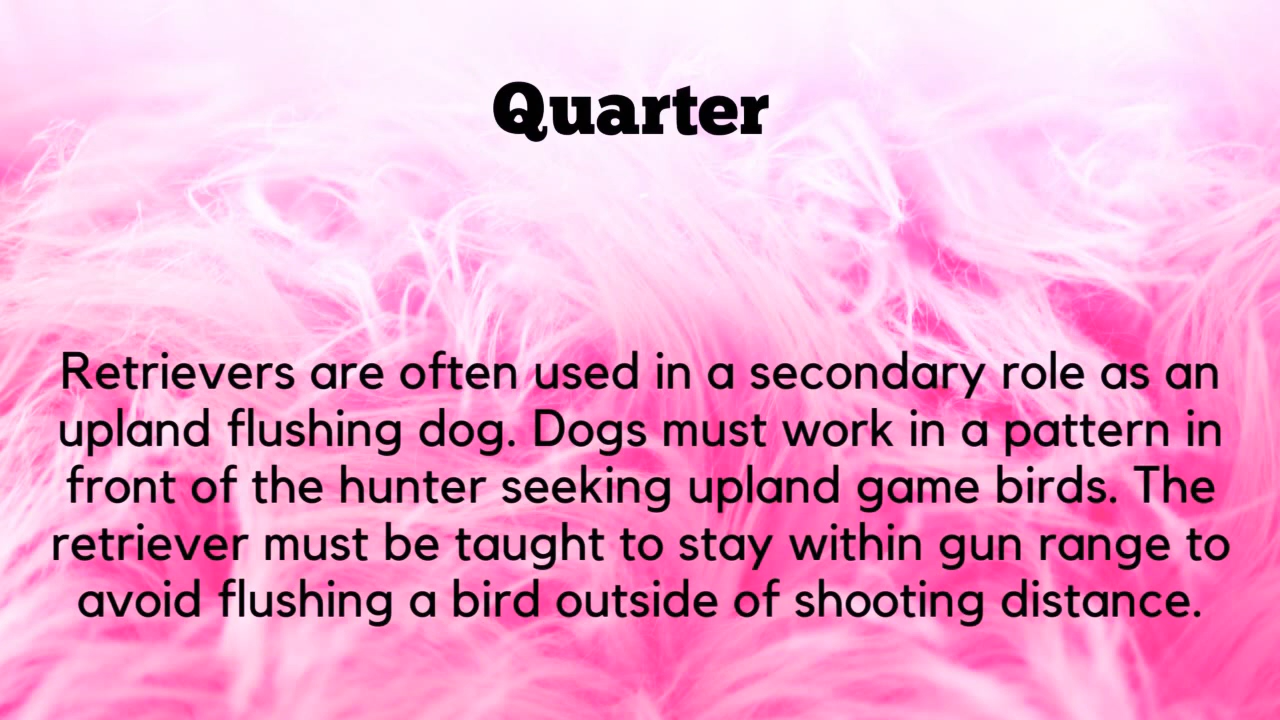 Quarter
Retrievers are often used in a secondary role as an
upland flushing dog. Dogs must work in a pattern in
front of the hunter seeking upland game birds. The
retriever must be taught to stay within gun range to
avoid flushing a bird outside of shooting distance.